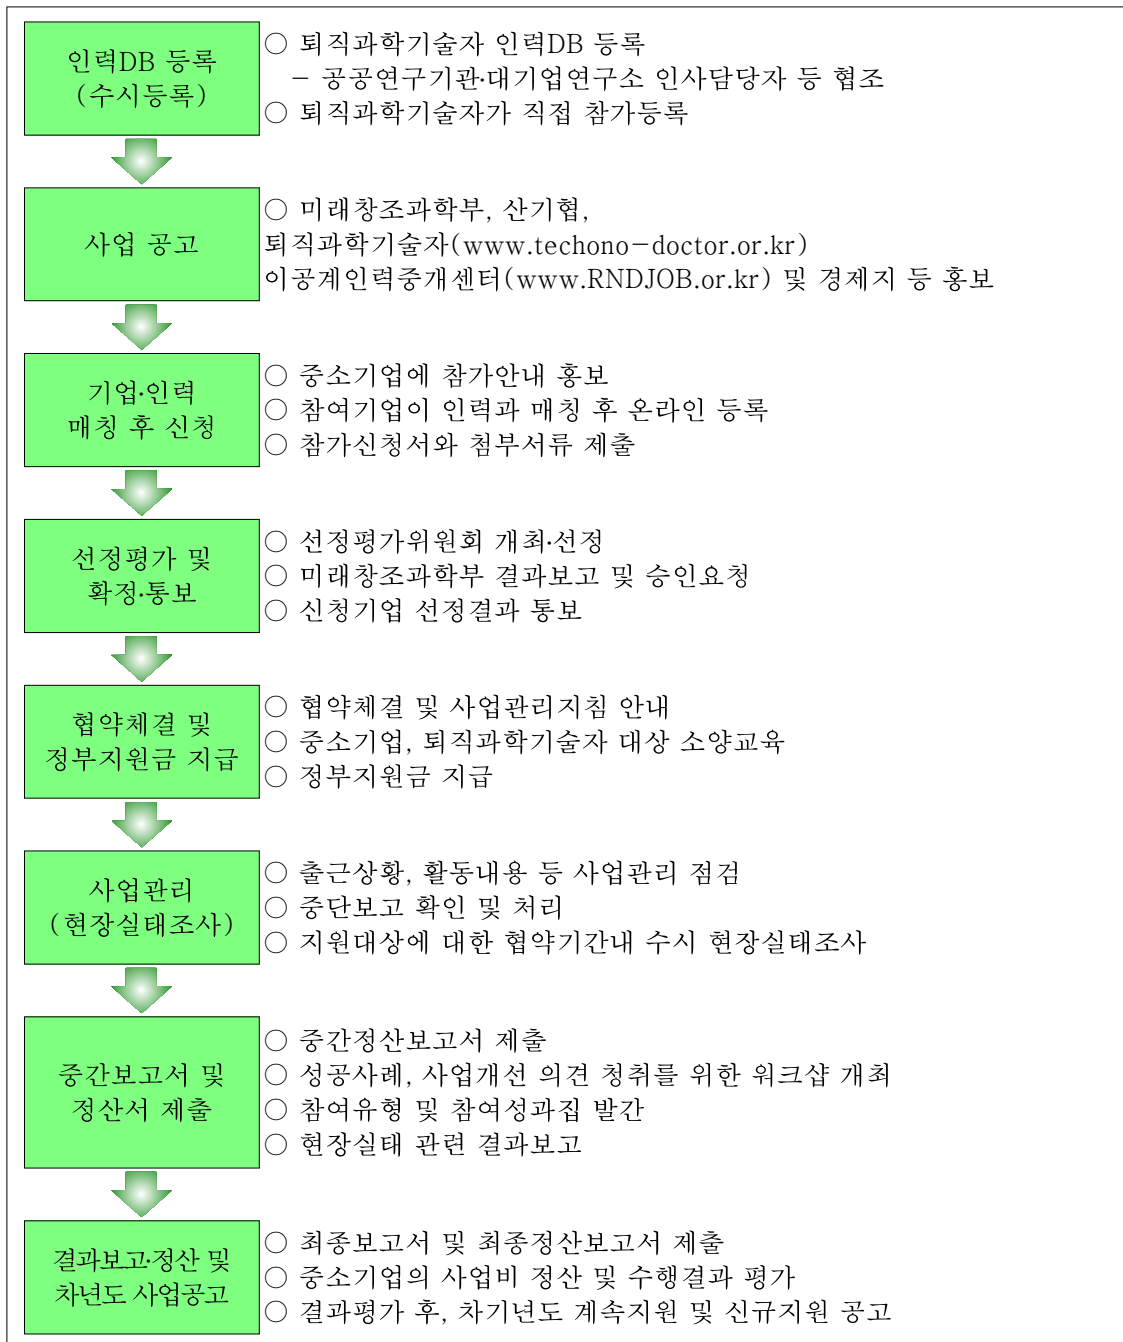 인력DB 등록
(수시등록)
○ 퇴직과학기술자 인력DB 등록
- 공공연구기관·대기업연구소 인사담당자 등 협조
○ 퇴직과학기술자가 직접 참가등록
사업 공고
○ 미래창조과학부, 산기협,
퇴직과학기술자(www.techono-doctor.or.kr)
이공계인력중개센터(www.RNDJOB.or.kr) 및 경제지 등 홍보
기업·인력
매칭 후 신청
○ 중소기업에 참가안내 홍보
○ 참여기업이 인력과 매칭 후 온라인 등록
○ 참가신청서와 첨부서류 제출
선정평가 및
확정·통보
○ 선정평가위원회 개최·선정
○ 미래창조과학부 결과보고 및 승인요청
○ 신청기업 선정결과 통보
협약체결 및
정부지원금 지급
○ 협약체결 및 사업관리지침 안내
○ 중소기업, 퇴직과학기술자 대상 소양교육
○ 정부지원금 지급
사업관리
(현장실태조사)
○ 출근상황, 활동내용 등 사업관리 점검
○ 중단보고 확인 및 처리
○ 지원대상에 대한 협약기간내 수시 현장실태조사
중간보고서 및
정산서 제출
○ 중간정산보고서 제출
○ 성공사례, 사업개선 의견 청취를 위한 워크샵 개최
○ 참여유형 및 참여성과집 발간
○ 현장실태 관련 결과보고
결과보고·정산 및
차년도 사업공고
○ 최종보고서 및 최종정산보고서 제출
○ 중소기업의 사업비 정산 및 수행결과 평가
○ 결과평가 후, 차기년도 계속지원 및 신규지원 공고